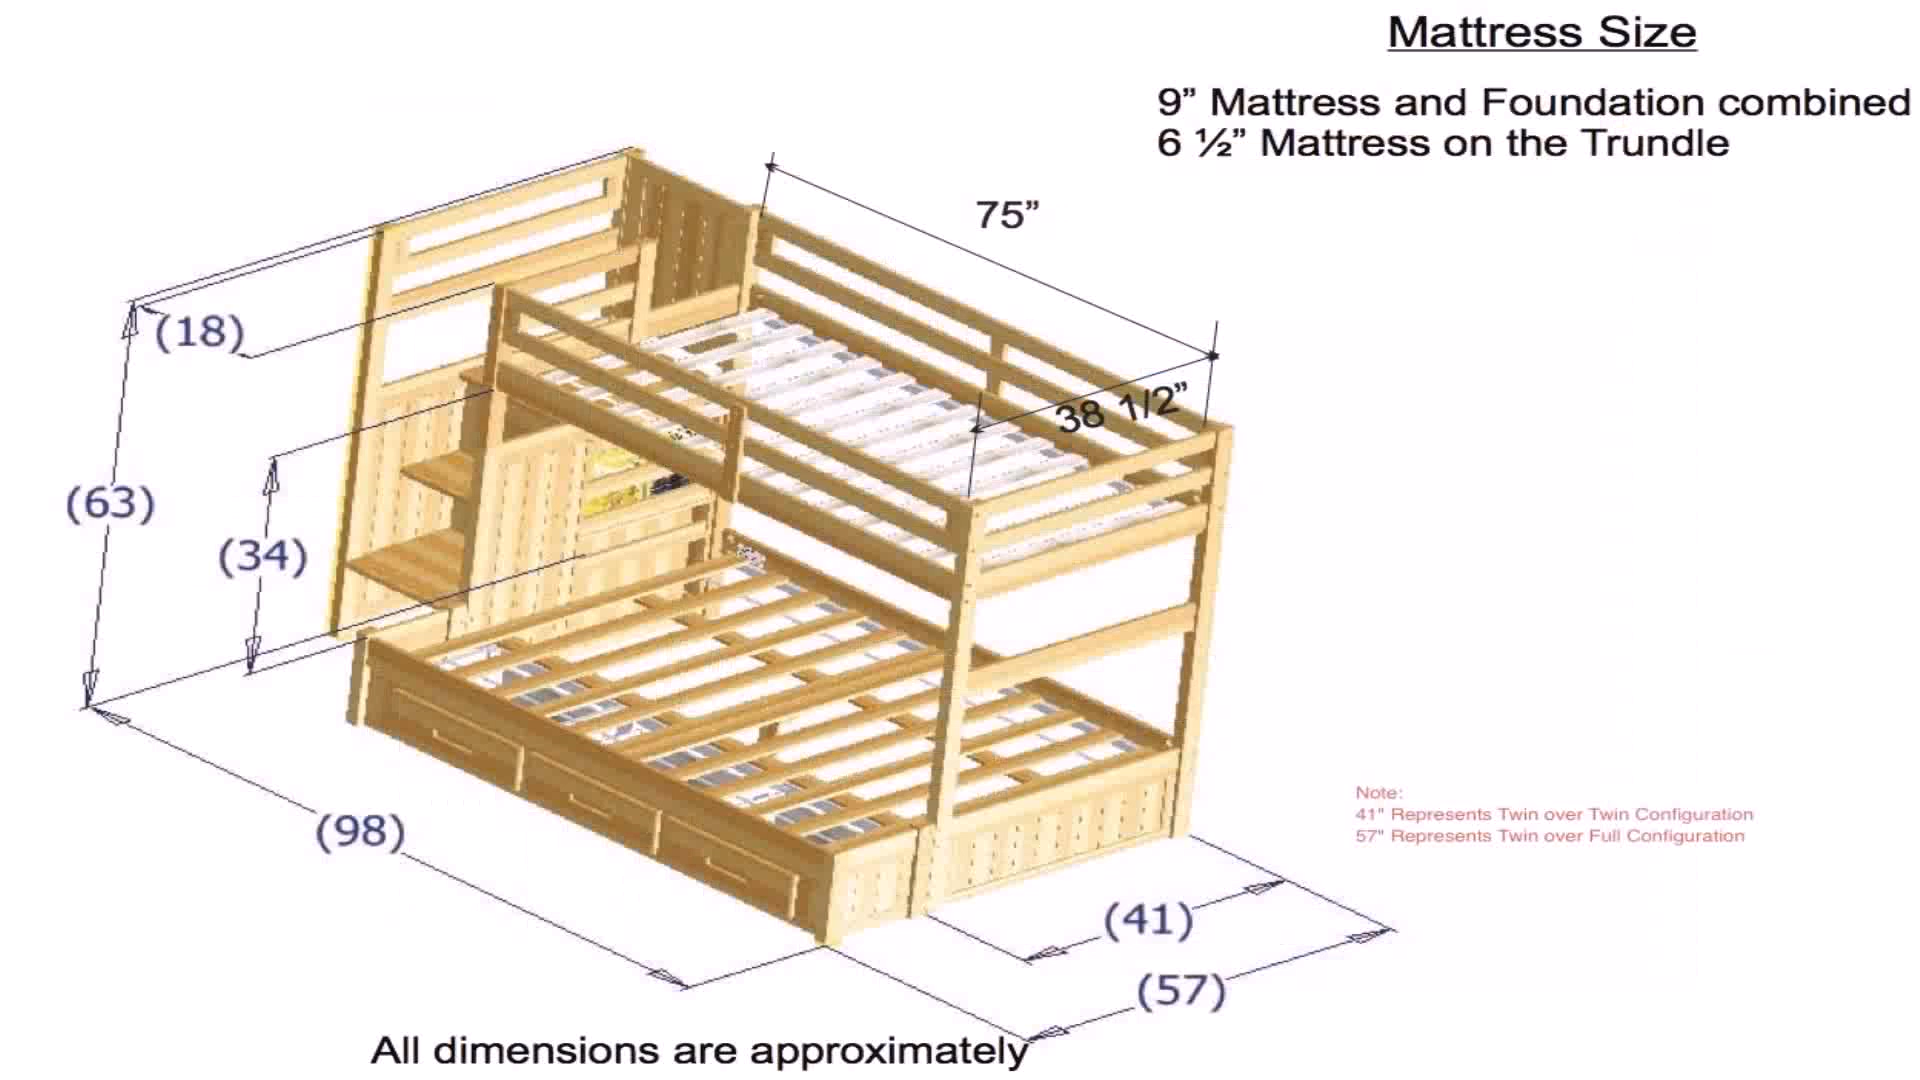 Mattress Size
9” Mattress and Foundation combined
6 ½” Mattress on the Trundle
75”
(18)
38 1/2”
(63)
(34)
Note:
41" Represents Twin over Twin Configuration
57" Represents Twin over Full Configuration
(98)
(41)
(57)
All dimensions are approximately